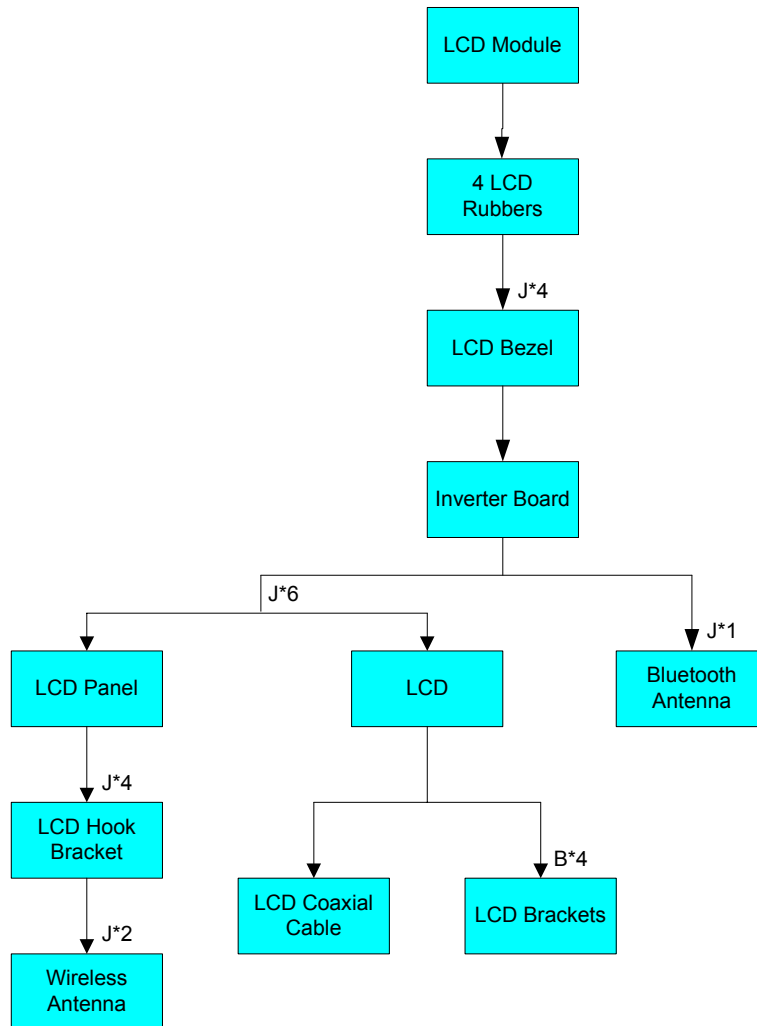 LCD Module
4 LCD
Rubbers
J*4
LCD Bezel
Inverter Board
J*6
J*1
LCD Panel
LCD
Bluetooth
Antenna
J*4
LCD Hook
Bracket
B*4
LCD Coaxial
Cable
LCD Brackets
J*2
Wireless
Antenna